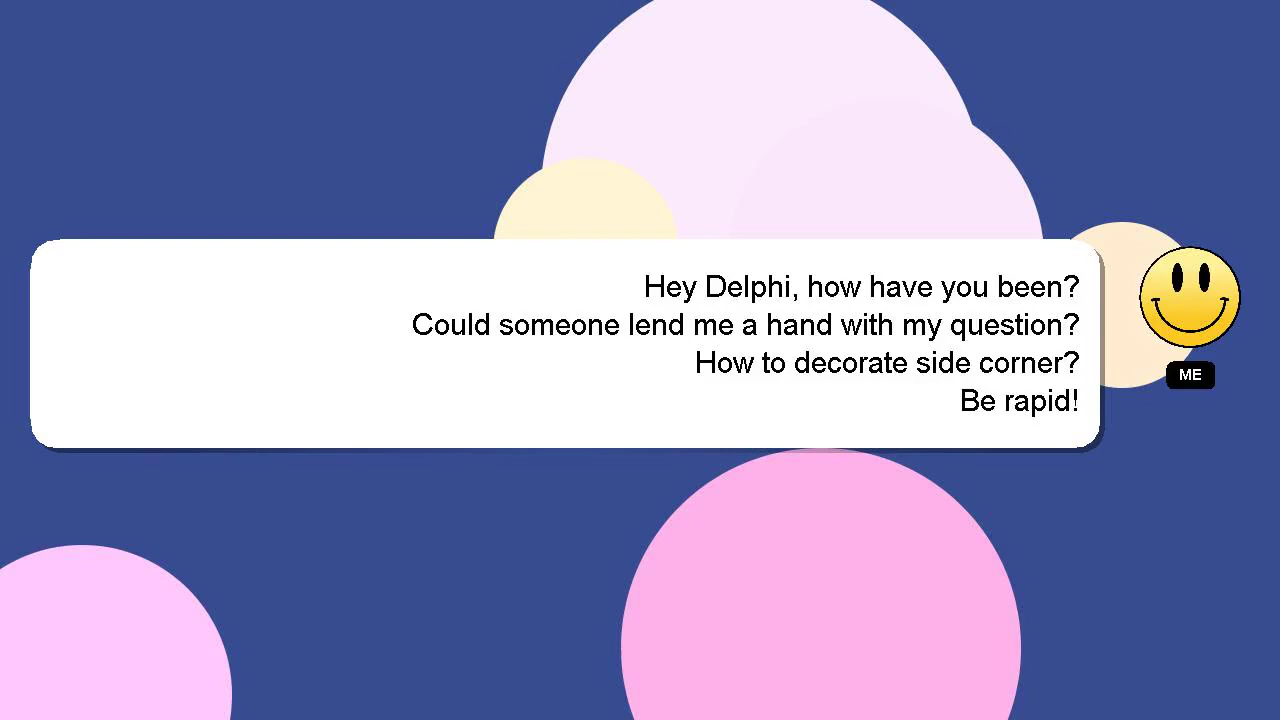 Hey Delphi, how have you been?
Could someone lend me a hand with my question?
How to decorate side corner?
Be rapid!
ME